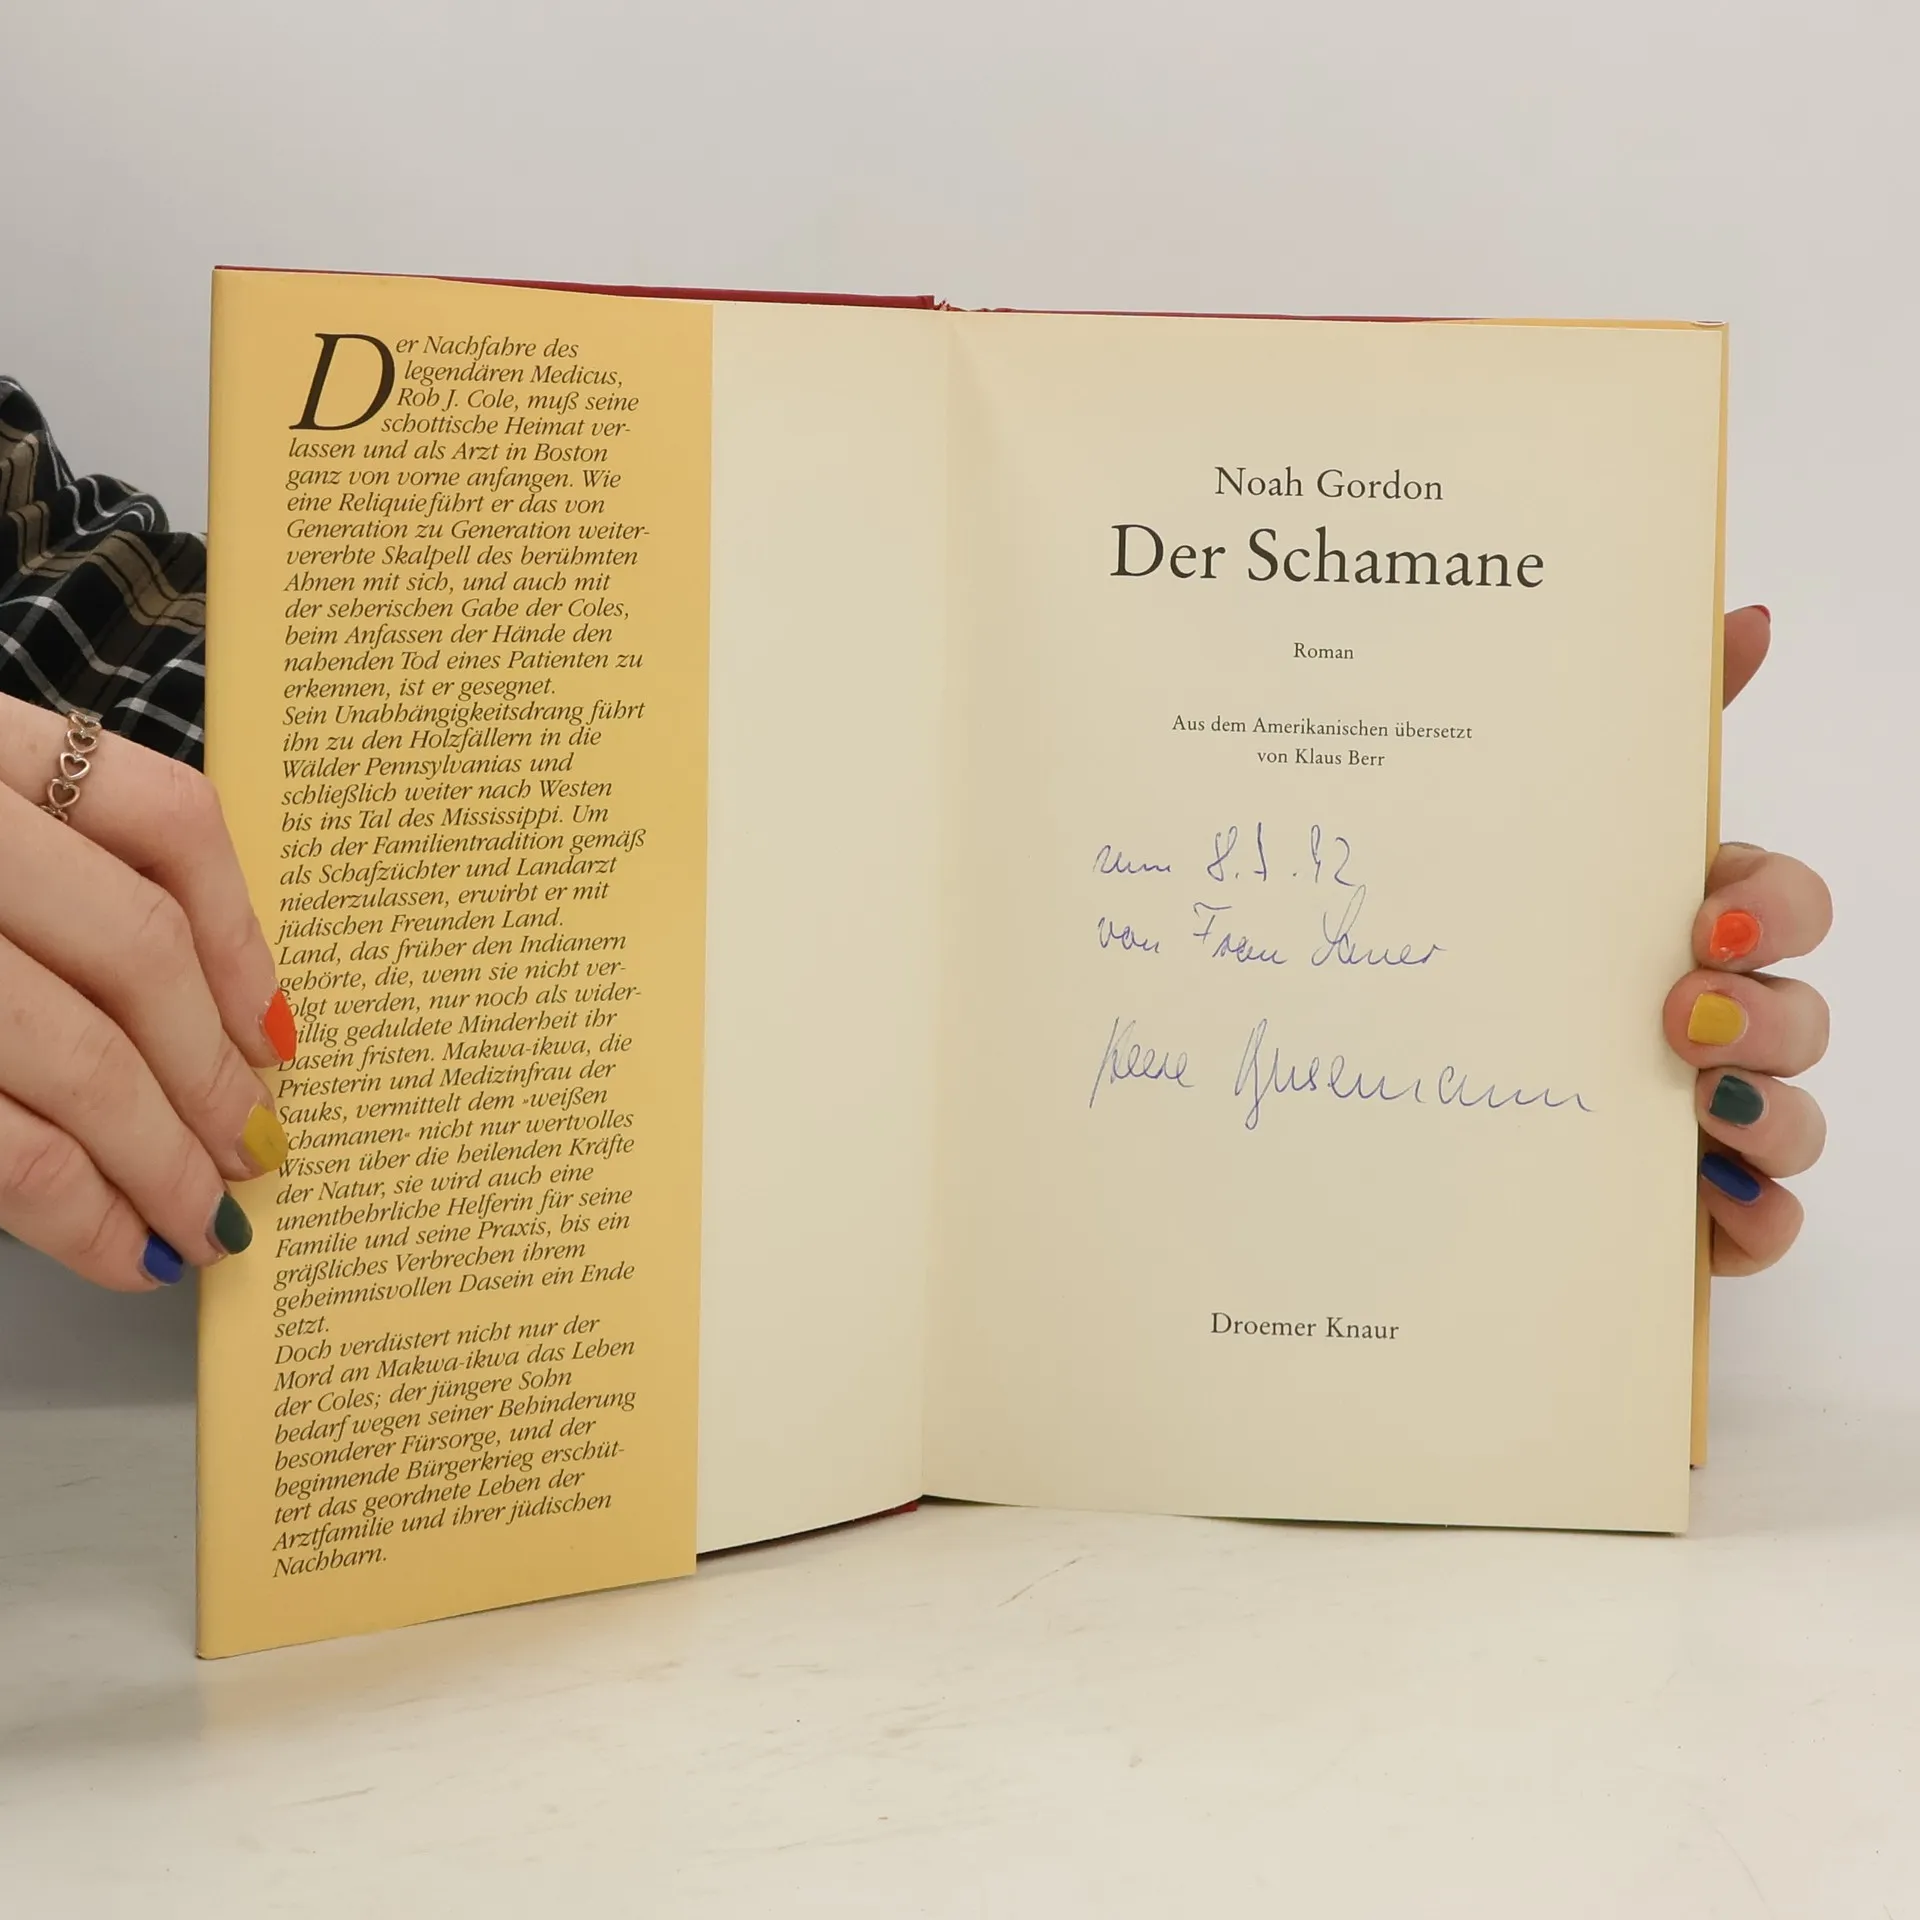 Der Nachfahre des
legendären Medicus,
Rob J. Cole, muß seine
schottische Heimat ver-
lassen und als Arzt in Boston
ganz von vorne anfangen. Wie
eine Reliquie führt er das von
Generation zu Generation weiter-
vererbte Skalpell des berühmten
Ahnen mit sich, und auch mit
der seherischen Gabe der Coles,
beim Anfassen der Hände den
nahenden Tod eines Patienten zu
erkennen, ist er gesegnet.
Sein Unabhängigkeitsdrang führt
ihn zu den Holzfällern in die
Wälder Pennsylvanias und
schließlich weiter nach Westen
bis ins Tal des Mississippi. Um
sich der Familientradition gemäß
als Schafzüchter und Landarzt
niederzulassen, erwirbt er mit
jüdischen Freunden Land.
Land, das früher den Indianern
gehörte, die, wenn sie nicht ver-
folgt werden, nur noch als wider-
willig geduldete Minderheit ihr
Dasein fristen. Makwa-ikwa, die
Priesterin und Medizinfrau der
Sauks, vermittelt dem »weißen
Schamanen« nicht nur wertvolles
Wissen über die heilenden Kräfte
der Natur, sie wird auch eine
unentbehrliche Helferin für seine
Familie und seine Praxis, bis ein
gräßliches Verbrechen ihrem
geheimnisvollen Dasein ein Ende
setzt.
Doch verdüstert nicht nur der
Mord an Makwa-ikwa das Leben
der Coles; der jüngere Sohn
bedarf wegen seiner Behinderung
besonderer Fürsorge, und der
beginnende Bürgerkrieg erschüt-
tert das geordnete Leben der
Arztfamilie und ihrer jüdischen
Nachbarn.
Noah Gordon
Der Schamane
Roman
Aus dem Amerikanischen übersetzt
von Klaus Berr
zum 8. 92
von Frau
Droemer Knaur